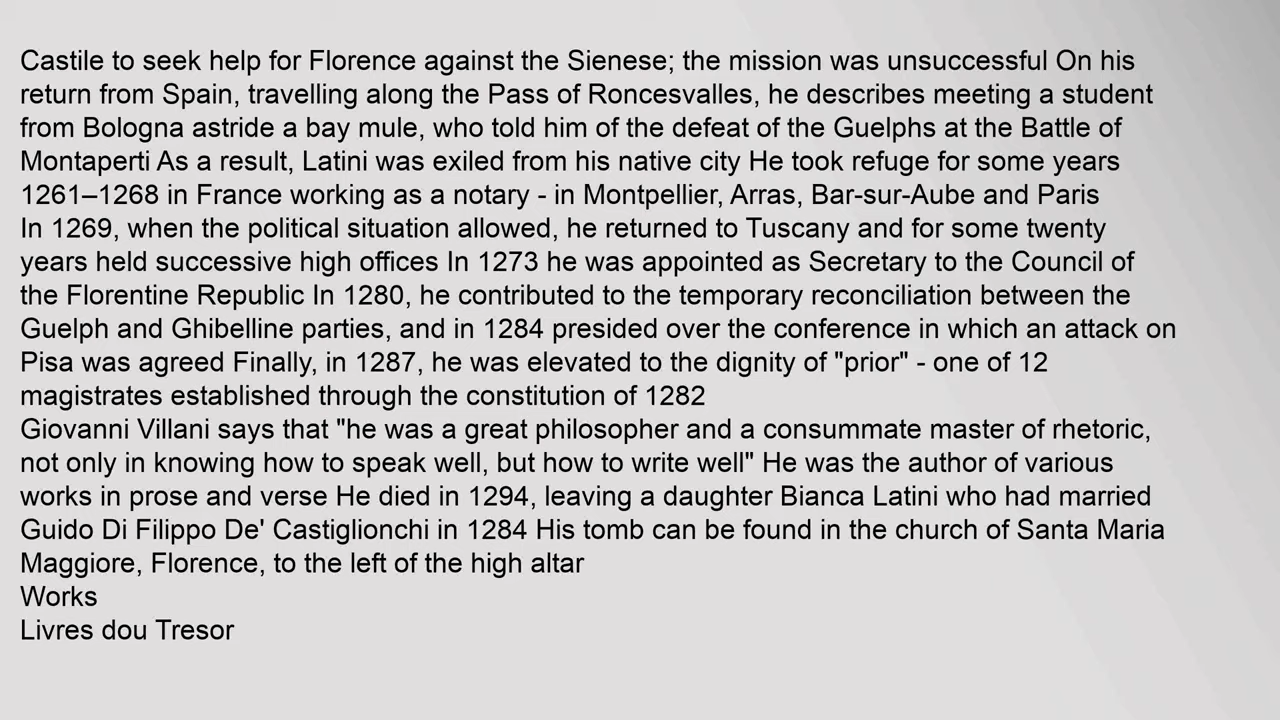 Castile to seek help for Florence against the Sienese; the mission was unsuccessful On his
return from Spain, travelling along the Pass of Roncesvalles, he describes meeting a student
from Bologna astride a bay mule, who told him of the defeat of the Guelphs at the Battle of
Montaperti As a result, Latini was exiled from his native city He took refuge for some years
1261–1268 in France working as a notary - in Montpellier, Arras, Bar-sur-Aube and Paris
In 1269, when the political situation allowed, he returned to Tuscany and for some twenty
years held successive high offices In 1273 he was appointed as Secretary to the Council of
the Florentine Republic In 1280, he contributed to the temporary reconciliation between the
Guelph and Ghibelline parties, and in 1284 presided over the conference in which an attack on
Pisa was agreed Finally, in 1287, he was elevated to the dignity of "prior" - one of 12
magistrates established through the constitution of 1282
Giovanni Villani says that "he was a great philosopher and a consummate master of rhetoric,
not only in knowing how to speak well, but how to write well" He was the author of various
works in prose and verse He died in 1294, leaving a daughter Bianca Latini who had married
Guido Di Filippo De' Castiglionchi in 1284 His tomb can be found in the church of Santa Maria
Maggiore, Florence, to the left of the high altar
Works
Livres dou Tresor